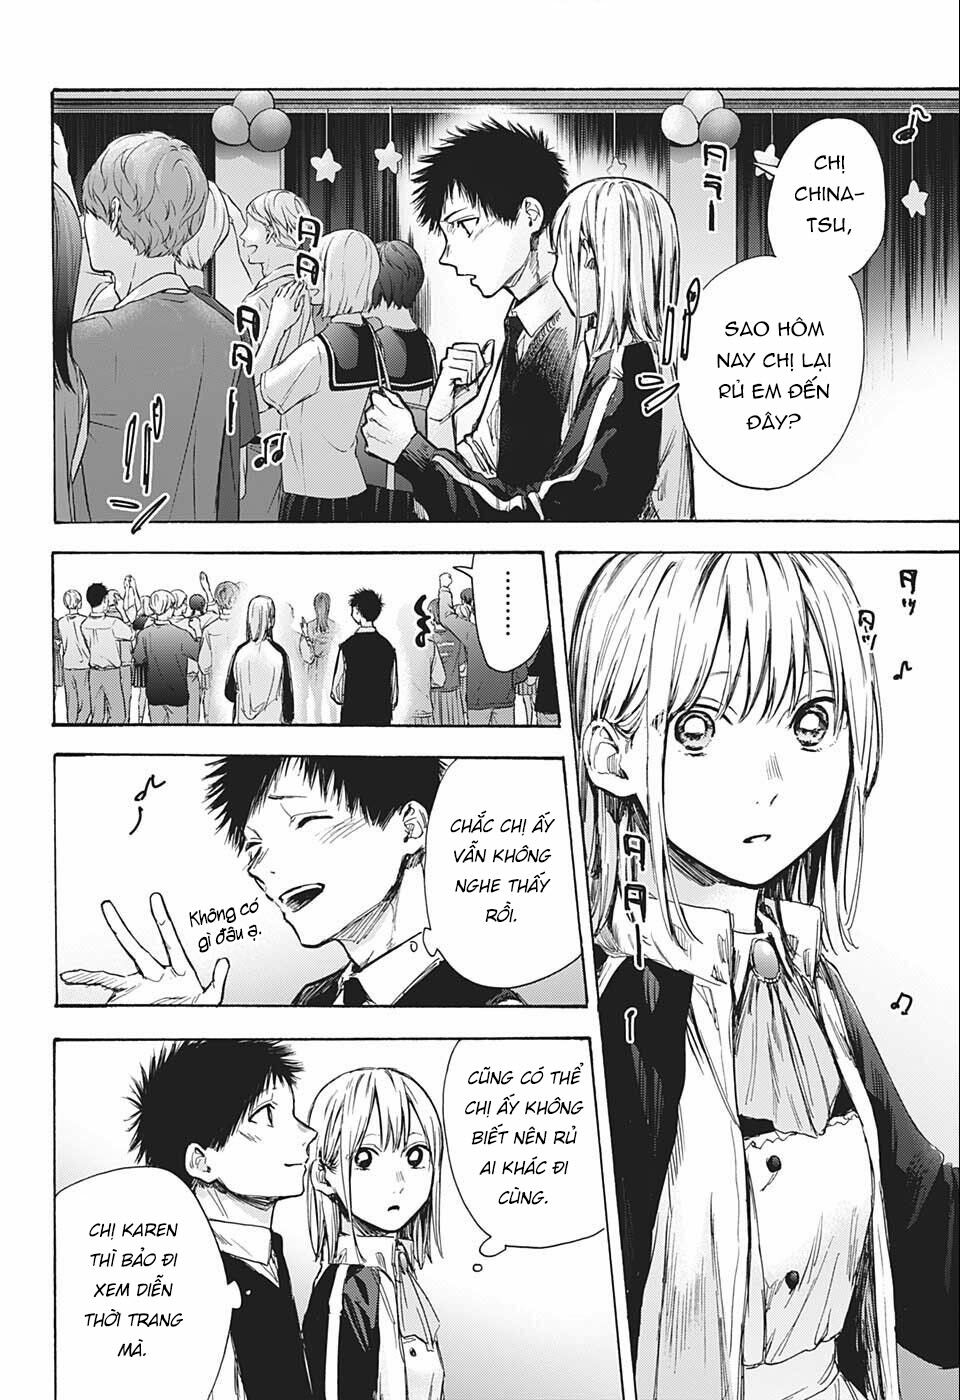 CHỊ
CHINA-
TSU,
SAO HÔM
NAY CHỊ LẠI
RỦ EM ĐẾN
ĐÂY?
CHẮC CHỊ ẤY
VẪN KHÔNG
NGHE THẤY
RỒI.
Không có
gì đâu ạ.
CŨNG CÓ THỂ
CHỊ ẤY KHÔNG
BIẾT NÊN RỦ
AI KHÁC ĐI
CÙNG.
CHỊ KAREN
THÌ BẢO ĐI
XEM DIỄN
THỜI TRANG
MÀ.